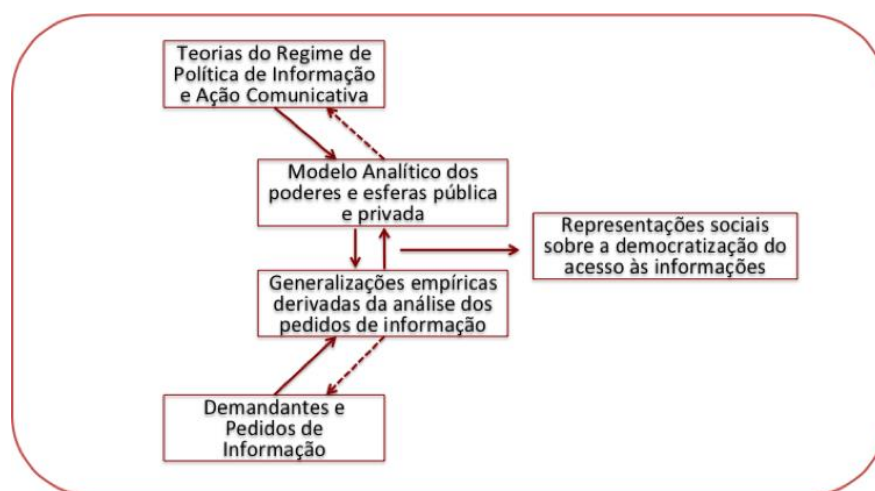 Teorias do Regime de
Política de Informação
e Ação Comunicativa
Modelo Analítico dos
poderes e esferas pública
e privada
Representações sociais
sobre a democratização do
acesso às informações
Generalizações empíricas
derivadas da análise dos
pedidos de informação
Demandantes e
Pedidos de
Informação